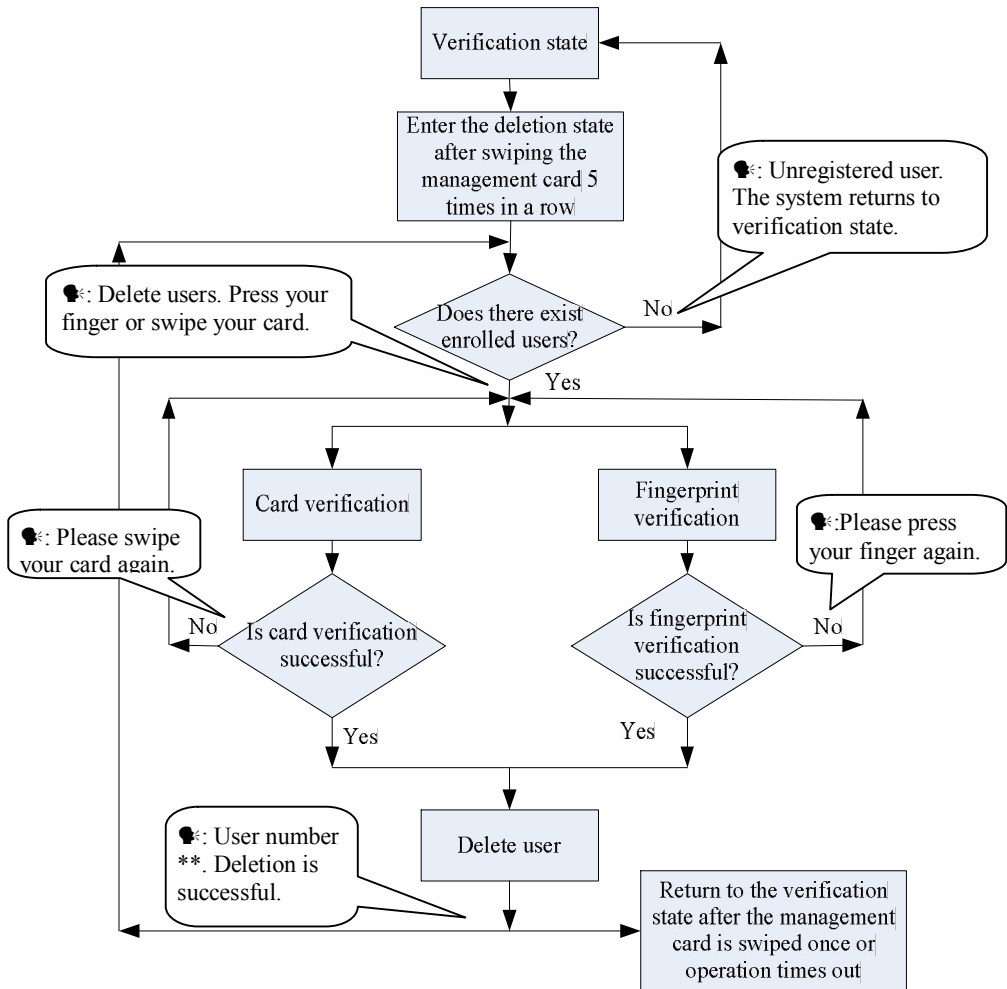 Verification state
Enter the deletion state
after swiping the
management card 5
times in a row
🗣: Unregistered user.
The system returns to
verification state.
🗣: Delete users. Press your
finger or swipe your card.
Does there exist
enrolled users?
No
Yes
Card verification
Fingerprint
verification
🗣: Please swipe
your card again.
🗣:Please press
your finger again.
No
Is card verification
successful?
Is fingerprint
verification
successful?
No
Yes
Yes
🗣: User number
**. Deletion is
successful.
Delete user
Return to the verification
state after the management
card is swiped once or
operation times out